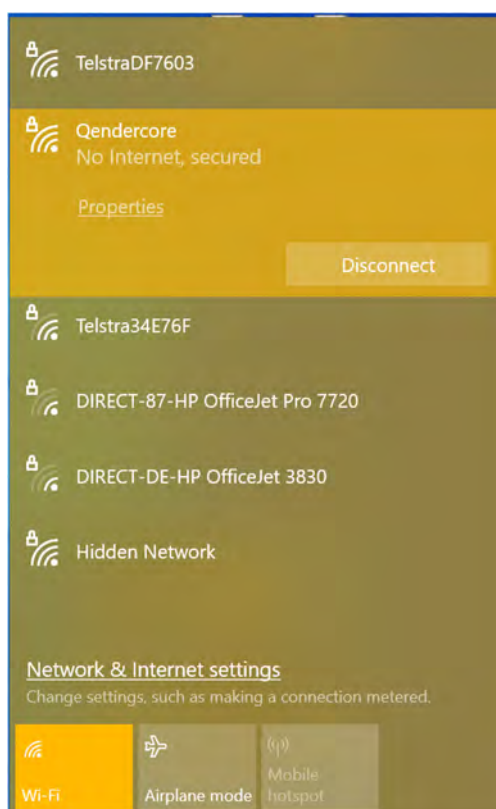 TelstraDF7603
Qendercore
No Internet, secured
Properties
Disconnect
Telstra34E76F
DIRECT-87-HP OfficeJet Pro 7720
DIRECT-DE-HP OfficeJet 3830
Hidden Network
Network & Internet settings
Change settings, such as making a connection metered.
Wi-Fi
Airplane mode
Mobile
hotspot